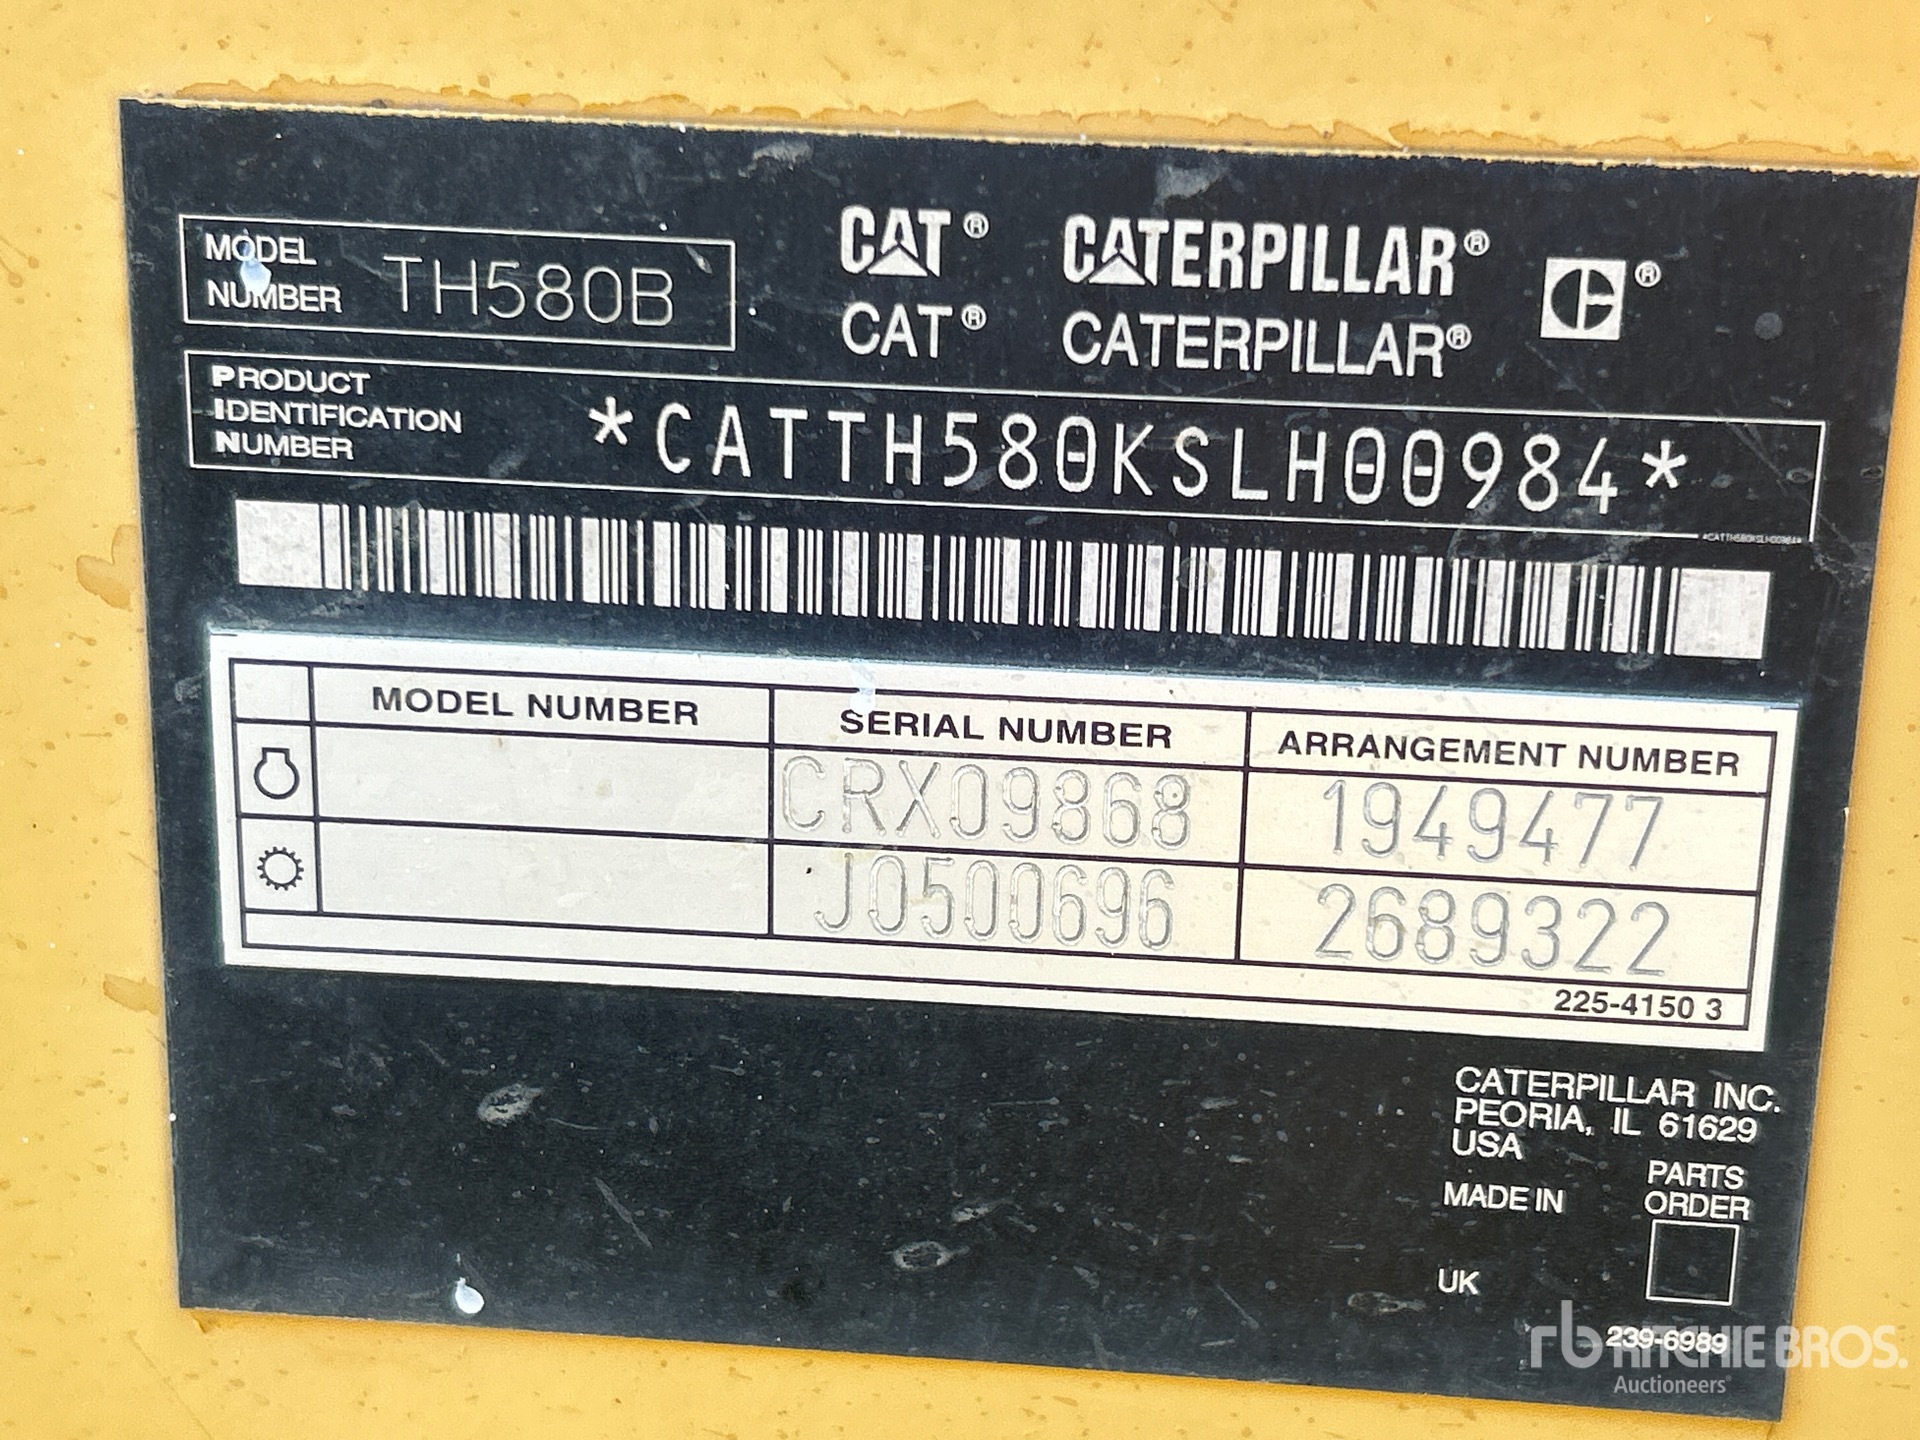 MODEL
NUMBER TH580B
CAT® CATERPILLAR® ®
CAT® CATERPILLAR®
PRODUCT
IDENTIFICATION
NUMBER
*CATTH580KSLH00984*
*CATTH580KSLH00984*
MODEL NUMBER SERIAL NUMBER ARRANGEMENT NUMBER
CRX09868 1949477
J0500696 2689322
225-4150 3
CATERPILLAR INC.
PEORIA, IL 61629
USA
MADE IN
UK
PARTS
ORDER
239-6989
rb RITCHIE BROS.
Auctioneers